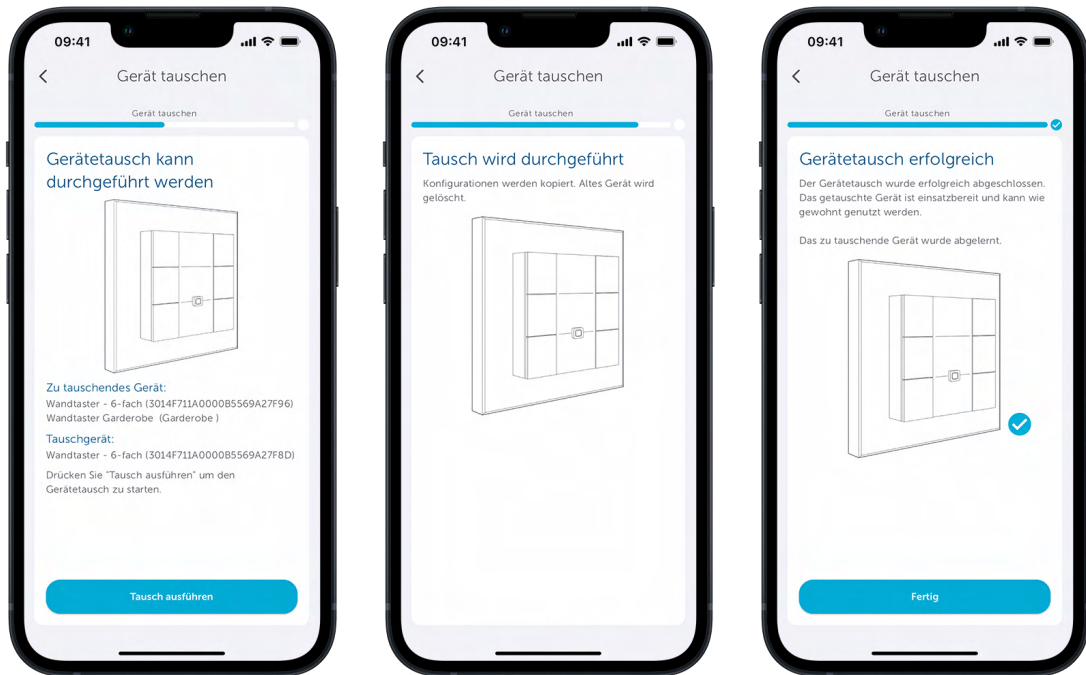 09:41
Gerät tauschen
Gerät tauschen
Gerätetausch kann
durchgeführt werden
Zu tauschendes Gerät:
Wandtaster - 6-fach (3014F711A0000B5569A27F96)
Wandtaster Garderobe (Garderobe )
Tauschgerät:
Wandtaster - 6-fach (3014F711A0000B5569A27F8D)
Drücken Sie "Tausch ausführen" um den
Gerätetausch zu starten.
Tausch ausführen
09:41
Gerät tauschen
Gerät tauschen
Tausch wird durchgeführt
Konfigurationen werden kopiert. Altes Gerät wird
gelöscht.
09:41
Gerät tauschen
Gerät tauschen
Gerätetausch erfolgreich
Der Gerätetausch wurde erfolgreich abgeschlossen.
Das getauschte Gerät ist einsatzbereit und kann wie
gewohnt genutzt werden.
Das zu tauschende Gerät wurde abgelernt.
Fertig